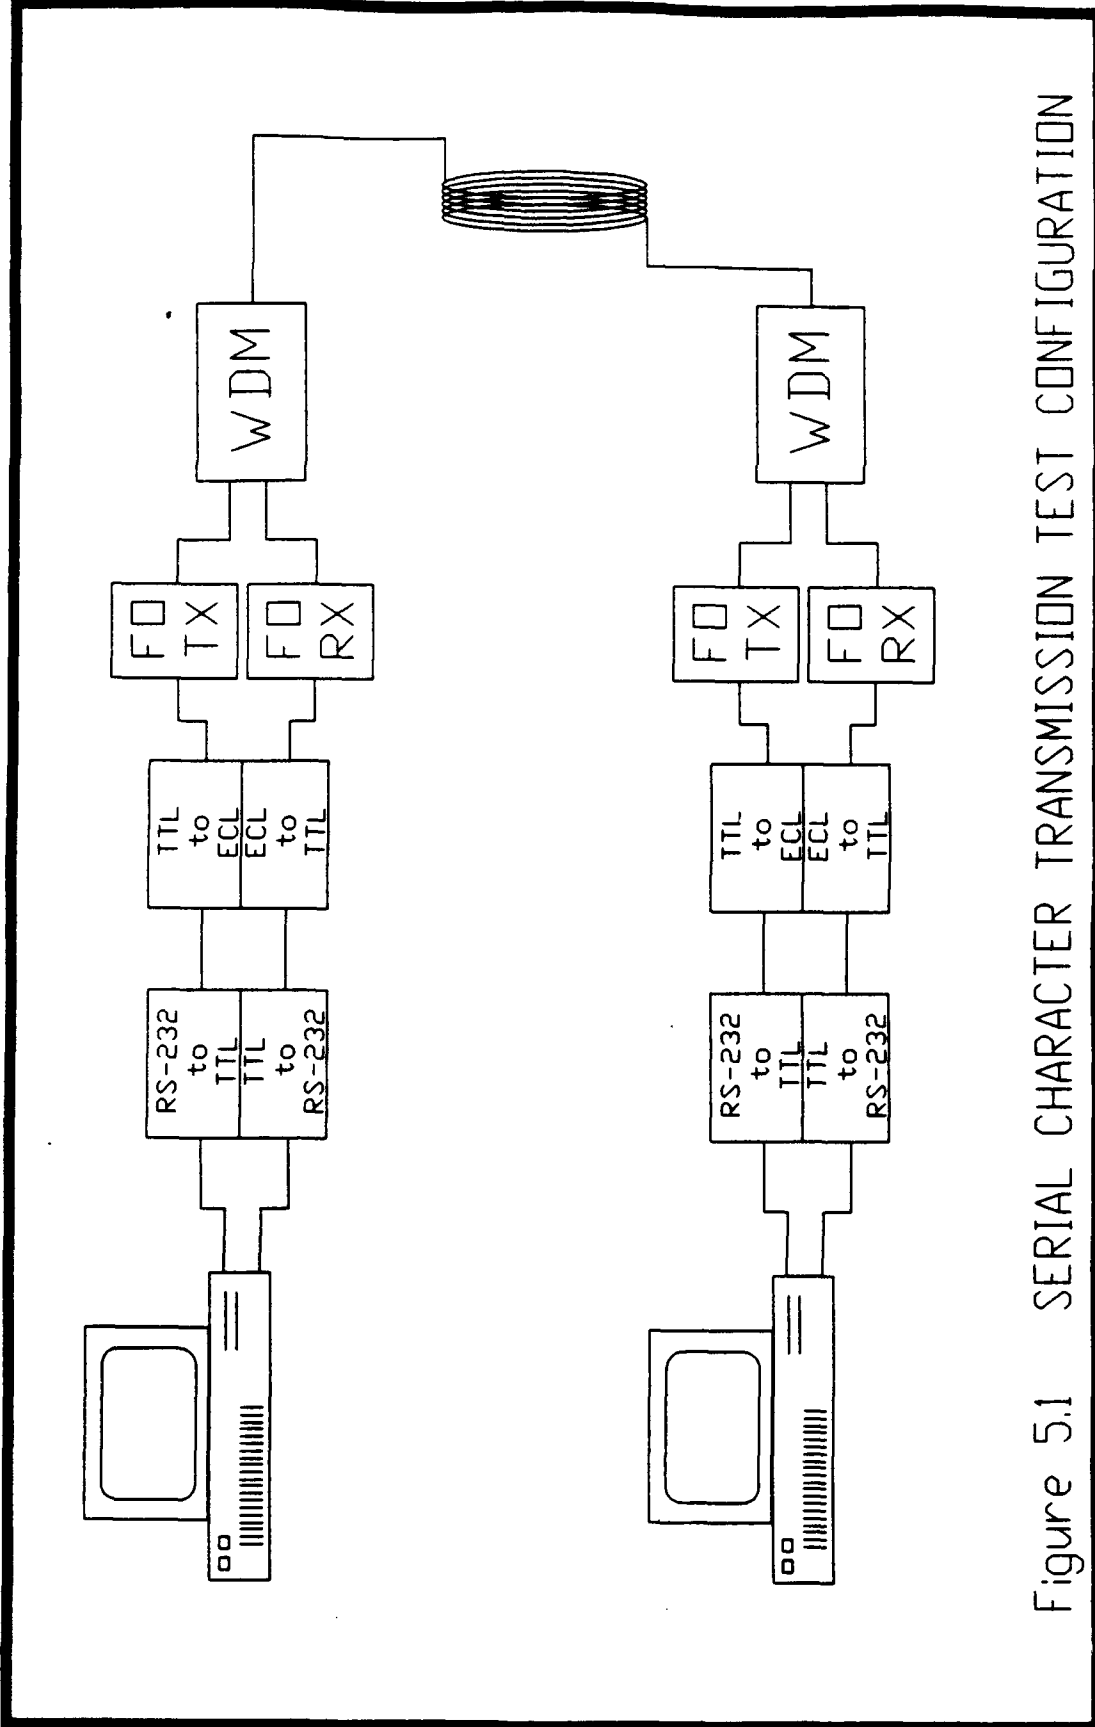 RS-232
to
TTL
TTL
to
RS-232
TTL
to
ECL
ECL
to
TTL
FO
TX
FO
RX
WDM
RS-232
to
TTL
TTL
to
RS-232
TTL
to
ECL
ECL
to
TTL
FO
TX
FO
RX
WDM
Figure 5.1 SERIAL CHARACTER TRANSMISSION TEST CONFIGURATION